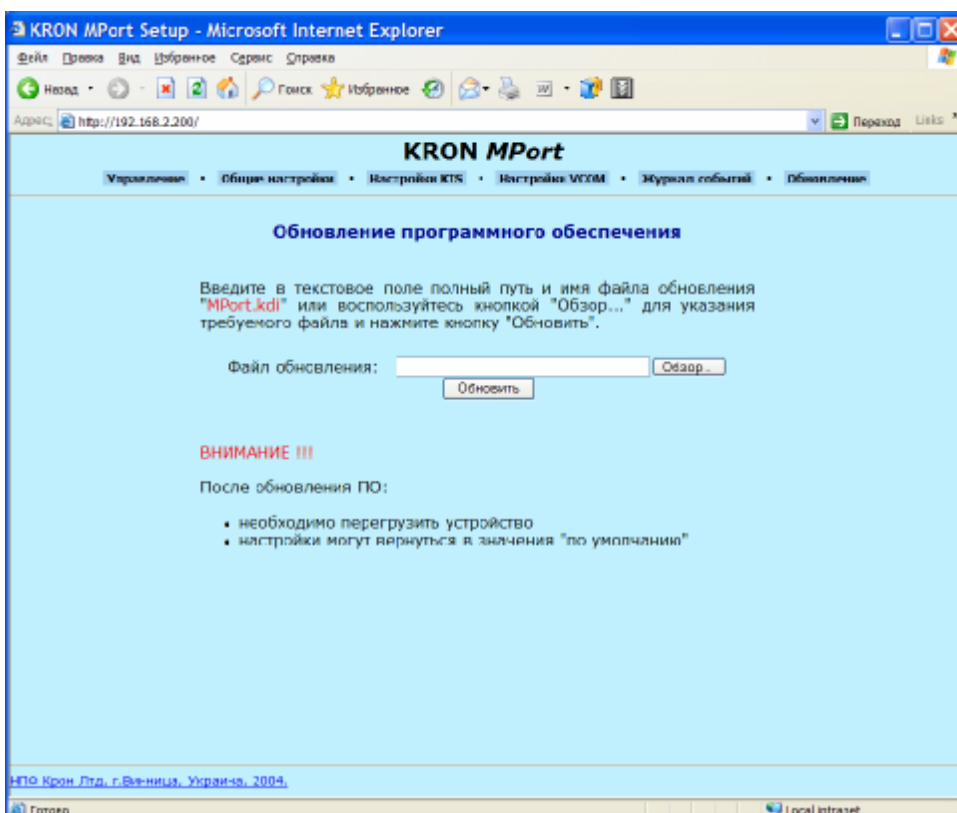 KRON MPort Setup - Microsoft Internet Explorer
Файл Правка Вид Избранное Сервис Справка
Назад Поиск Избранное
Адрес: http://192.168.2.200/ Переход Links
KRON MPort
Управление • Общие настройки • Настройки KTS • Настройки VCOM • Журнал событий • Обновление
Обновление программного обеспечения
Введите в текстовое поле полный путь и имя файла обновления
"MPort.kdi" или воспользуйтесь кнопкой "Обзор..." для указания
требуемого файла и нажмите кнопку "Обновить".
Файл обновления: Обзор...
Обновить
ВНИМАНИЕ !!!
После обновления ПО:
• необходимо перегрузить устройство
• настройки могут вернуться в значения "по умолчанию"
НПФ Крон Лтд. г.Винница, Украина, 2004.
Готово Local intranet